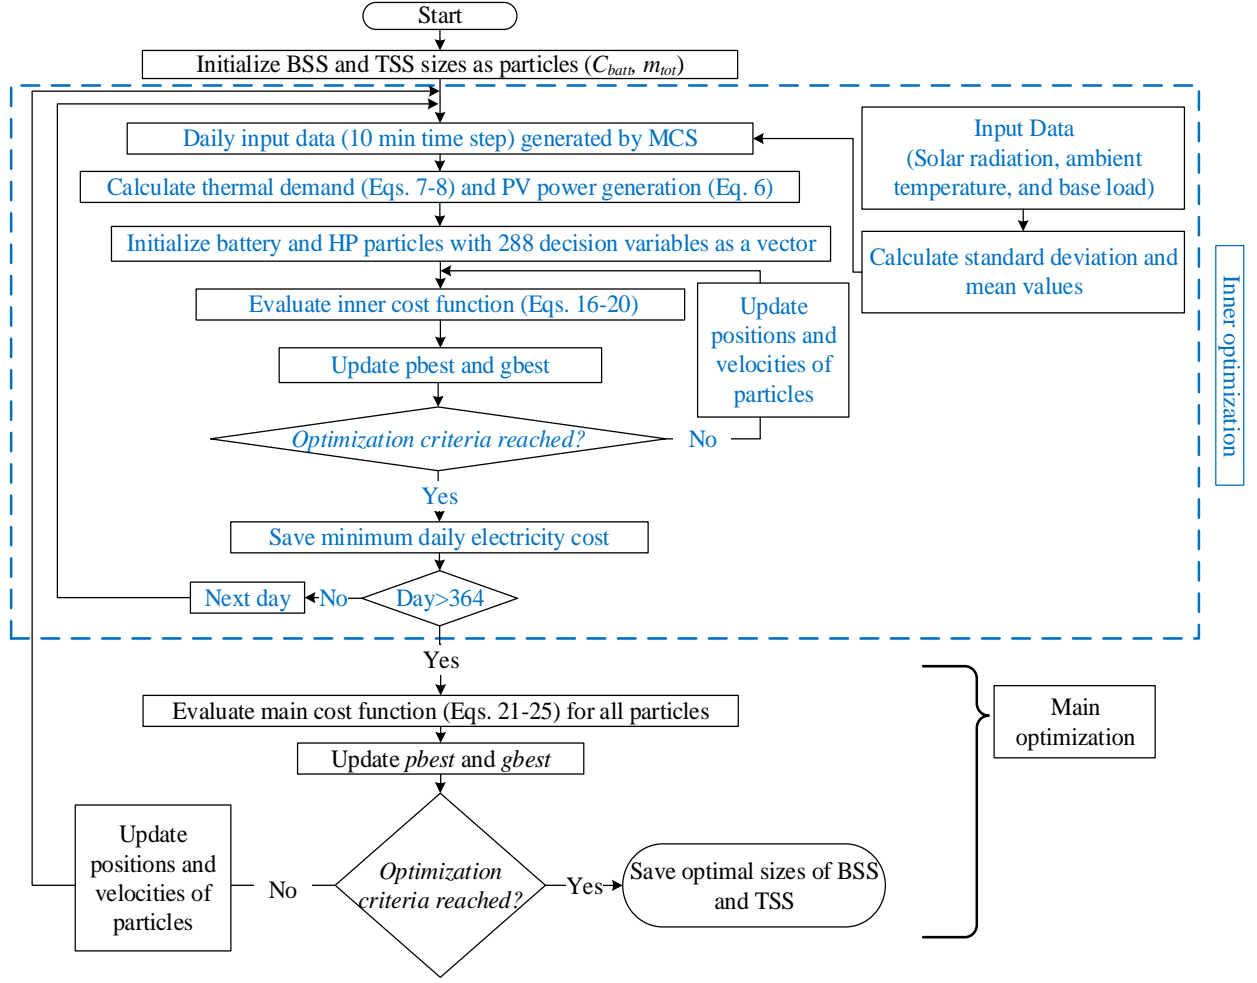 Start
Initialize BSS and TSS sizes as particles (C_batt, m_tot)
Daily input data (10 min time step) generated by MCS
Input Data
(Solar radiation, ambient
temperature, and base load)
Calculate thermal demand (Eqs. 7-8) and PV power generation (Eq. 6)
Initialize battery and HP particles with 288 decision variables as a vector
Calculate standard deviation and
mean values
Evaluate inner cost function (Eqs. 16-20)
Update
positions and
velocities of
particles
Update pbest and gbest
Optimization criteria reached?
No
Yes
Save minimum daily electricity cost
Day>364
No
Next day
Inner optimization
Yes
Evaluate main cost function (Eqs. 21-25) for all particles
Update pbest and gbest
Main
optimization
Optimization
criteria reached?
No
Update
positions and
velocities of
particles
Yes
Save optimal sizes of BSS
and TSS